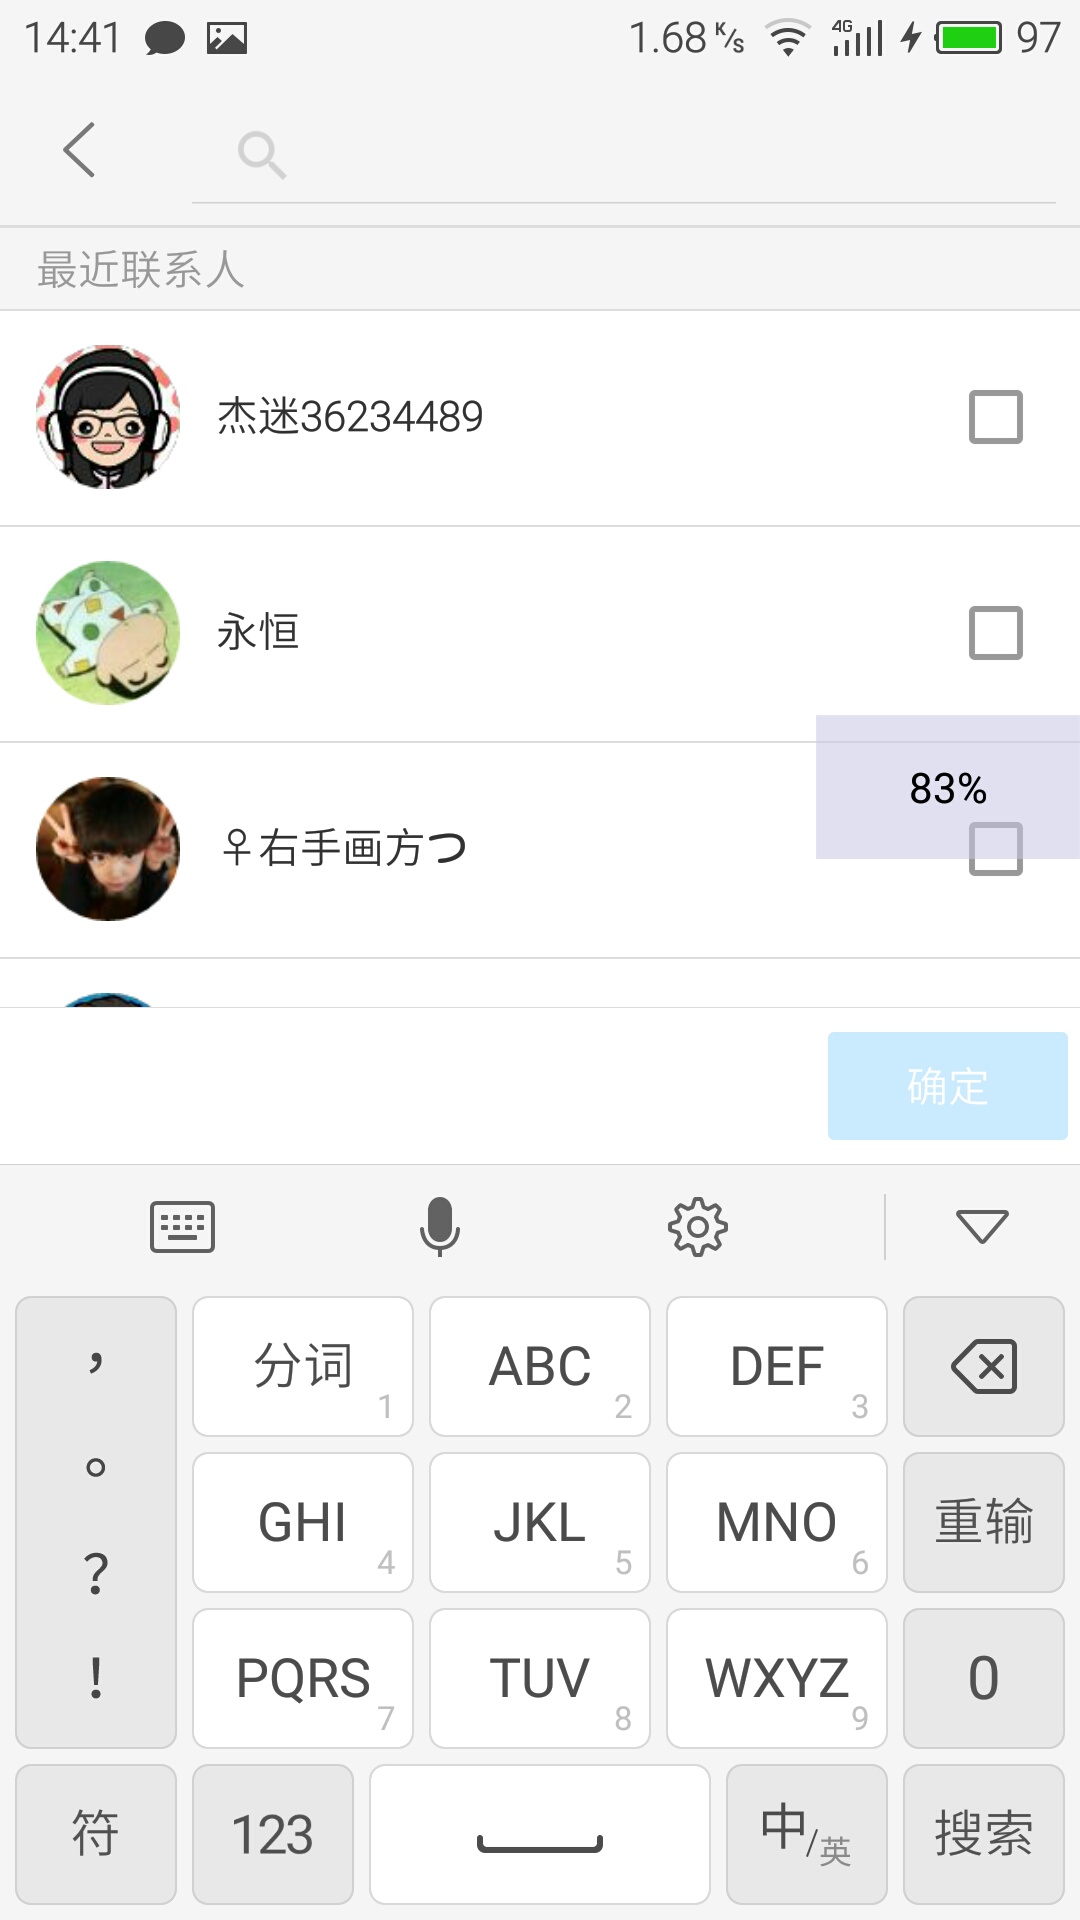 14:41 1.68 K/s 4G 97
最近联系人
杰迷36234489
永恒
83%
♀右手画方つ
确定
， 分词 1 ABC 2 DEF 3
。 GHI 4 JKL 5 MNO 6 重输
？
！ PQRS 7 TUV 8 WXYZ 9 0
符 123 中/英 搜索